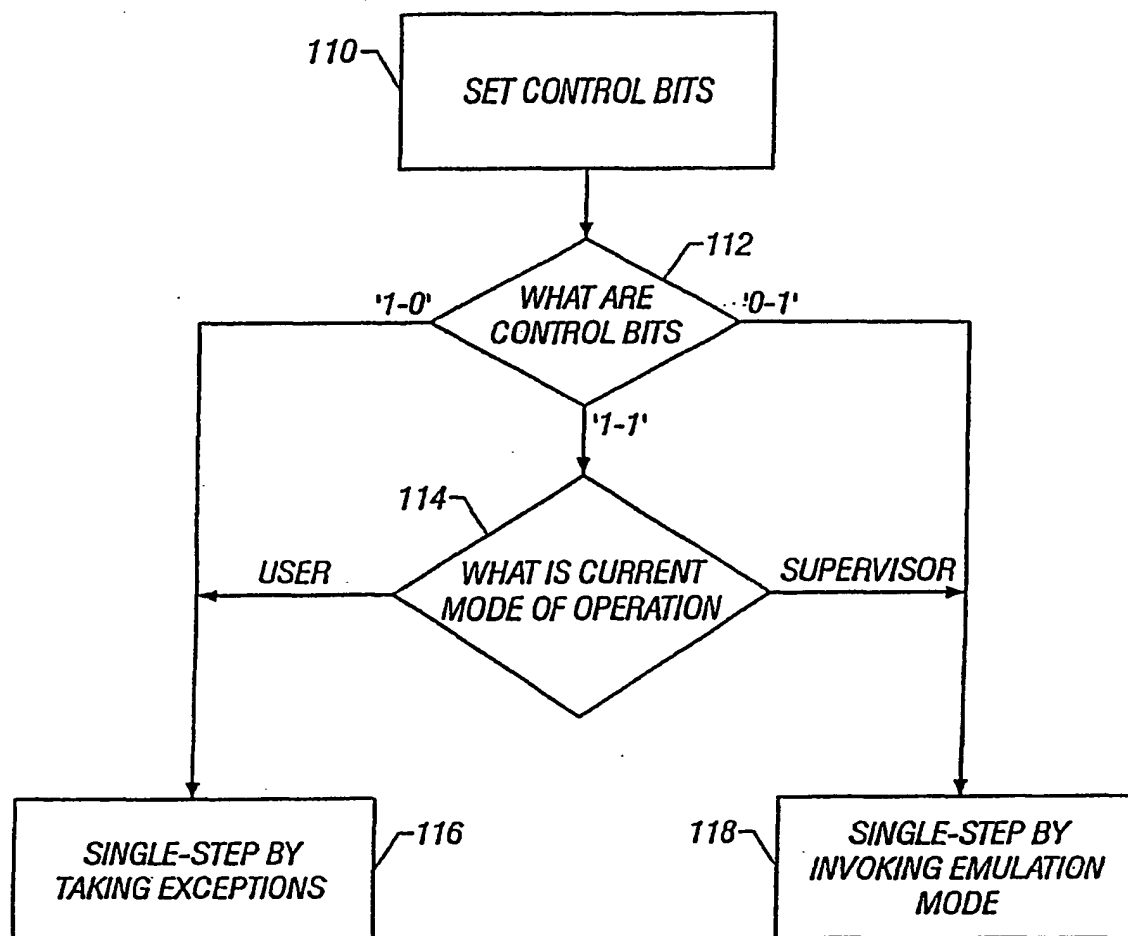 110
SET CONTROL BITS
112
'1-0'
WHAT ARE
CONTROL BITS
'0-1'
'1-1'
114
USER
WHAT IS CURRENT
MODE OF OPERATION
SUPERVISOR
SINGLE-STEP BY
TAKING EXCEPTIONS
116
118
SINGLE-STEP BY
INVOKING EMULATION
MODE